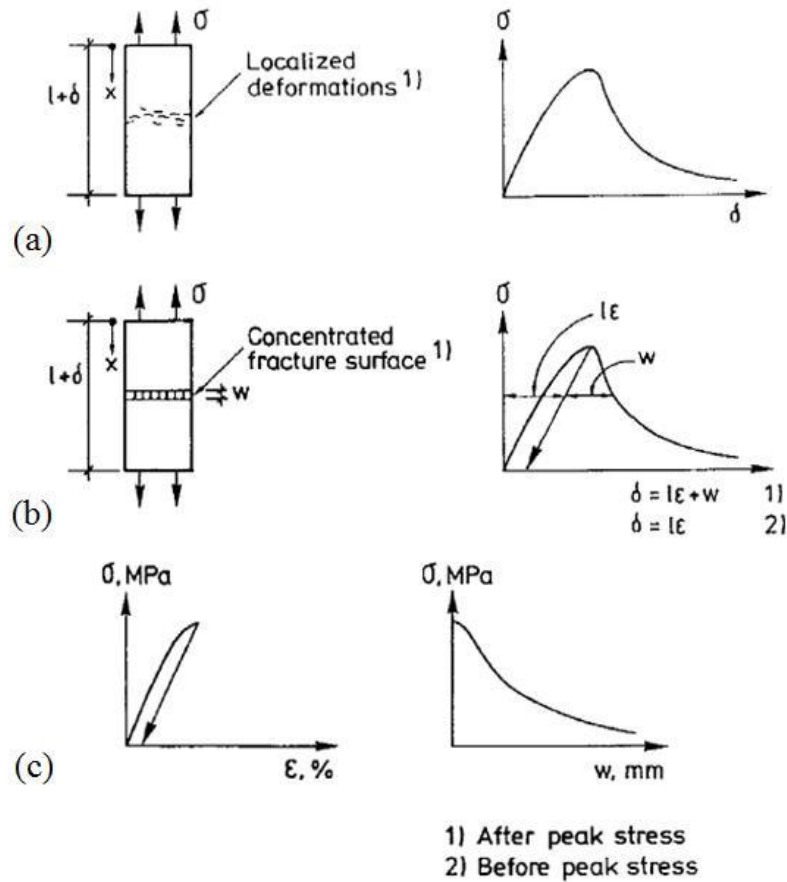 σ
σ
l+δ
x
Localized
deformations 1)
δ
(a)
σ
σ
lε
l+δ
x
Concentrated
fracture surface 1)
w
w
δ = lε + w 1)
δ = lε 2)
(b)
σ, MPa
σ, MPa
ε, %
w, mm
(c)
1) After peak stress
2) Before peak stress